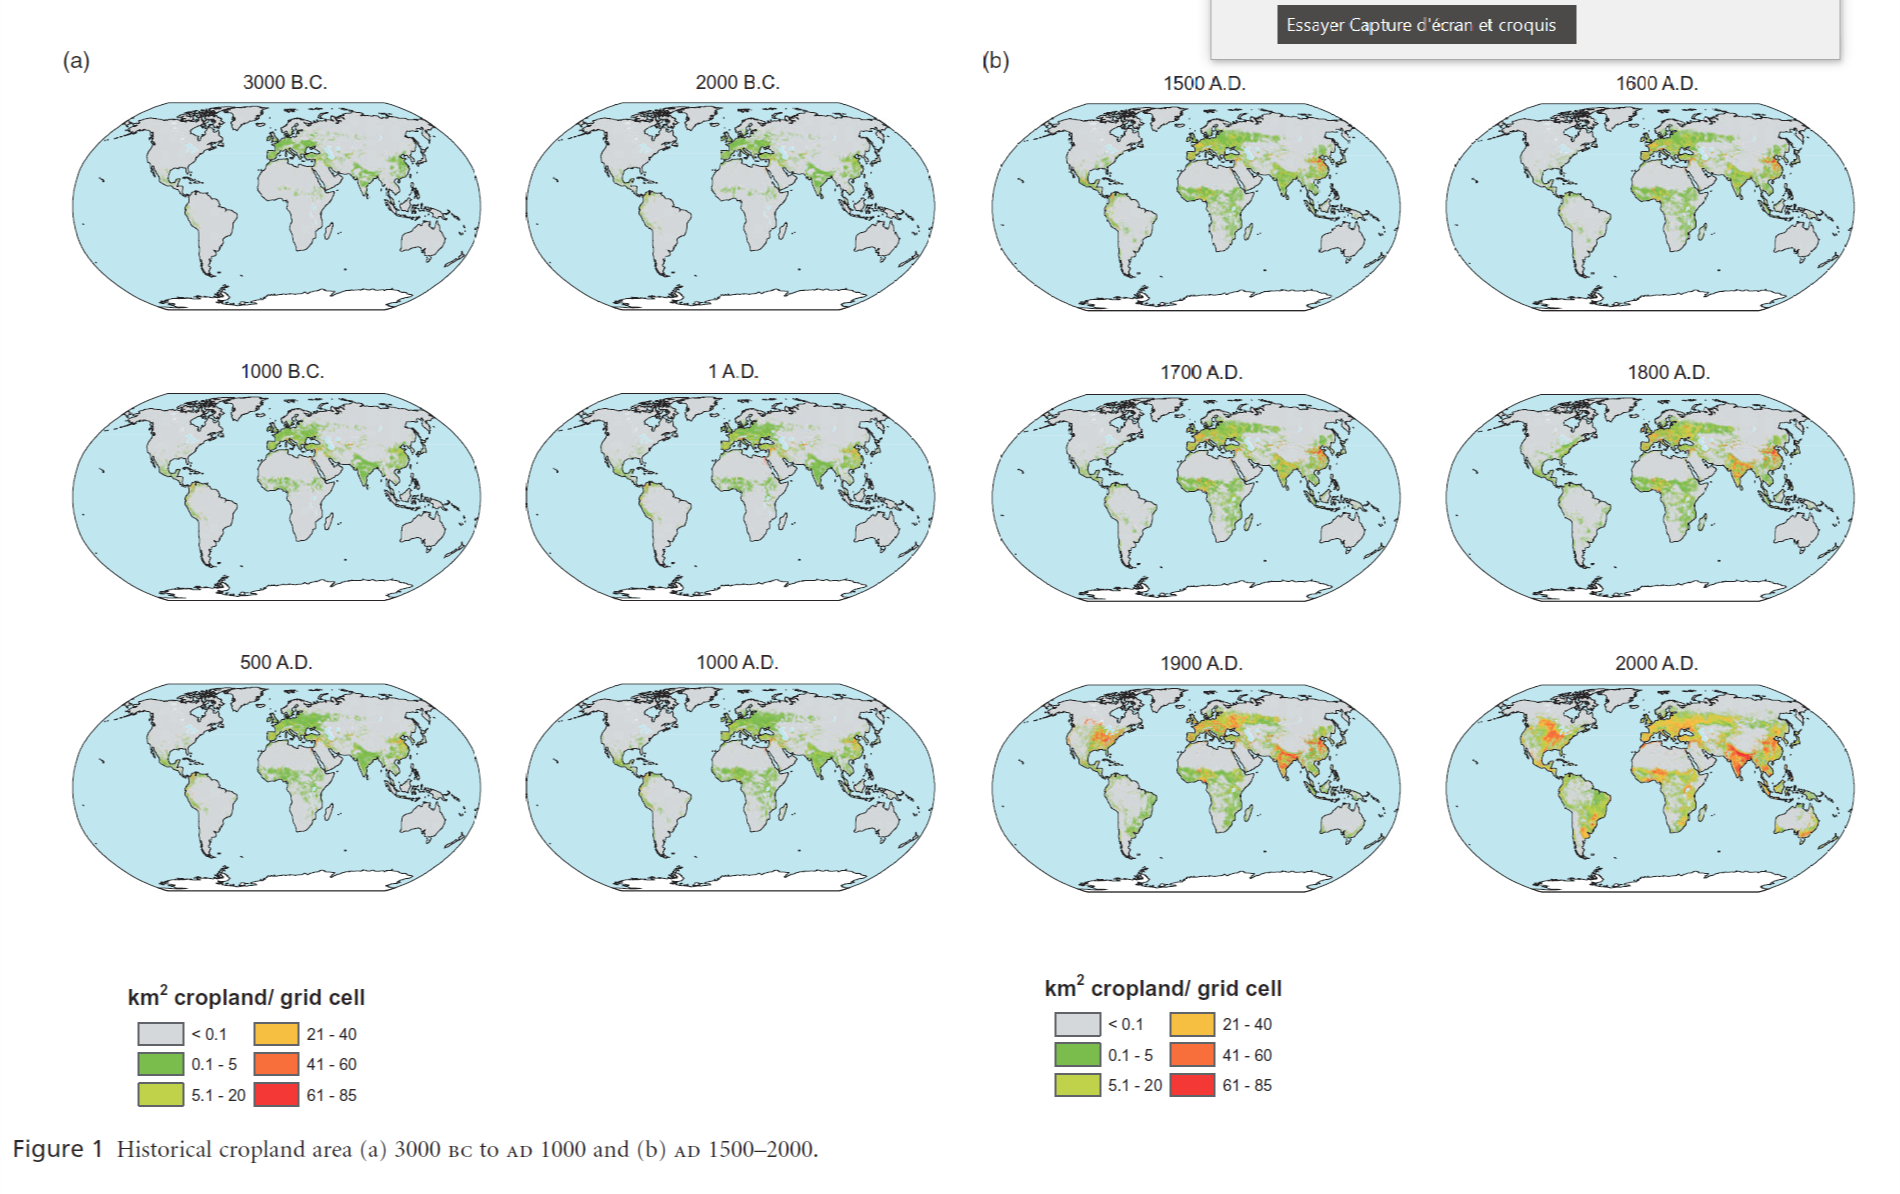 Essayer Capture d'écran et croquis
(a)
3000 B.C.
2000 B.C.
1000 B.C.
1 A.D.
500 A.D.
1000 A.D.
km² cropland/ grid cell
< 0.1
0.1 - 5
5.1 - 20
21 - 40
41 - 60
61 - 85
(b)
1500 A.D.
1600 A.D.
1700 A.D.
1800 A.D.
1900 A.D.
2000 A.D.
km² cropland/ grid cell
< 0.1
0.1 - 5
5.1 - 20
21 - 40
41 - 60
61 - 85
Figure 1 Historical cropland area (a) 3000 BC to AD 1000 and (b) AD 1500–2000.